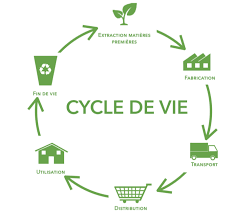 Extraction matières
premières
Fabrication
Transport
Distribution
Utilisation
Fin de vie
CYCLE DE VIE